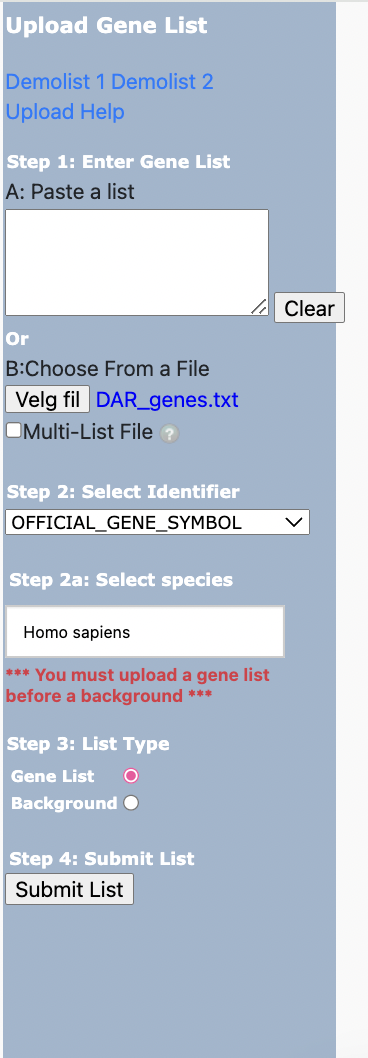 Upload Gene List
Demolist 1 Demolist 2
Upload Help
Step 1: Enter Gene List
A: Paste a list
Clear
Or
B:Choose From a File
Velg fil DAR_genes.txt
Multi-List File ?
Step 2: Select Identifier
OFFICIAL_GENE_SYMBOL
Step 2a: Select species
Homo sapiens
*** You must upload a gene list
before a background ***
Step 3: List Type
Gene List
Background
Step 4: Submit List
Submit List